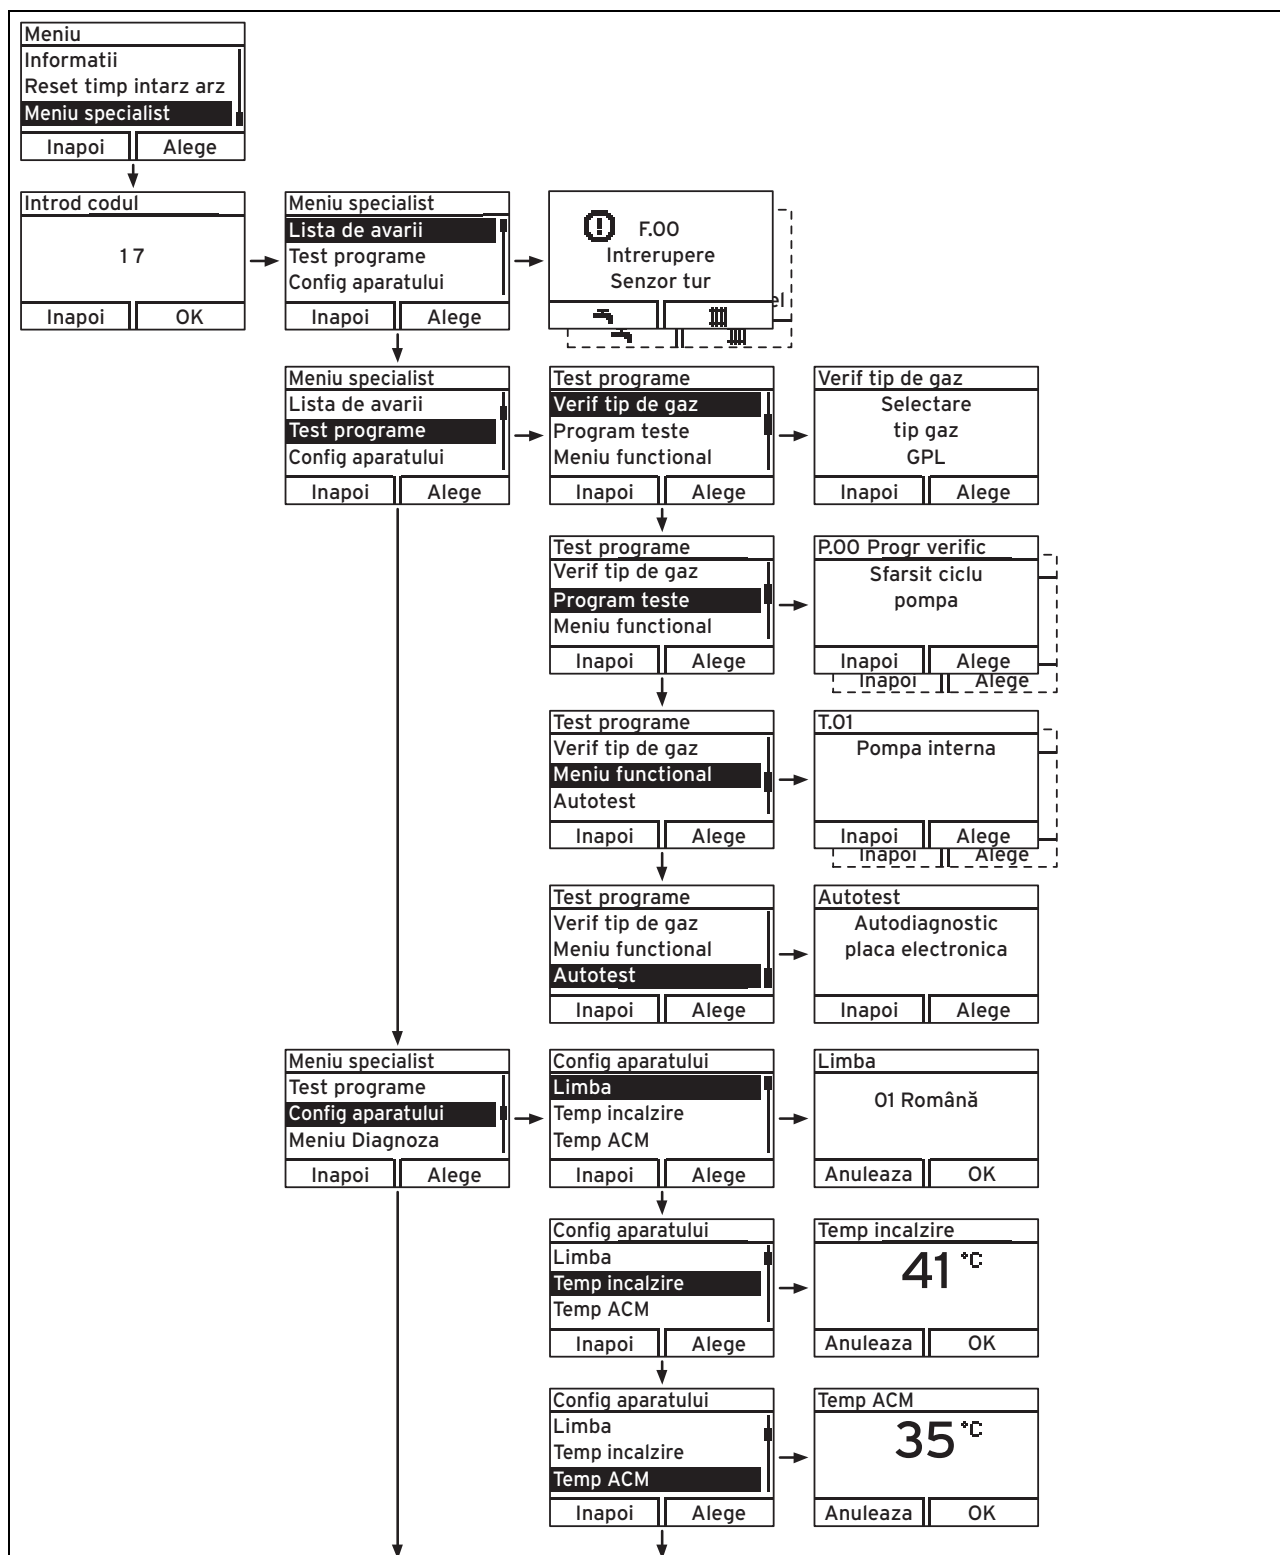 Meniu
Informatii
Reset timp intarz arz
Meniu specialist
Inapoi Alege
Introd codul
17
Inapoi OK
Meniu specialist
Lista de avarii
Test programe
Config aparatului
Inapoi Alege
F.00
Intrerupere
Senzor tur
el
Meniu specialist
Lista de avarii
Test programe
Config aparatului
Inapoi Alege
Test programe
Verif tip de gaz
Program teste
Meniu functional
Inapoi Alege
Verif tip de gaz
Selectare
tip gaz
GPL
Inapoi Alege
Test programe
Verif tip de gaz
Program teste
Meniu functional
Inapoi Alege
P.00 Progr verific
Sfarsit ciclu
pompa
Inapoi Alege
Inapoi Alege
Test programe
Verif tip de gaz
Meniu functional
Autotest
Inapoi Alege
T.01
Pompa interna
Inapoi Alege
Inapoi Alege
Test programe
Verif tip de gaz
Meniu functional
Autotest
Inapoi Alege
Autotest
Autodiagnostic
placa electronica
Inapoi Alege
Meniu specialist
Test programe
Config aparatului
Meniu Diagnoza
Inapoi Alege
Config aparatului
Limba
Temp incalzire
Temp ACM
Inapoi Alege
Limba
01 Română
Anuleaza OK
Config aparatului
Limba
Temp incalzire
Temp ACM
Inapoi Alege
Temp incalzire
41 °C
Anuleaza OK
Config aparatului
Limba
Temp incalzire
Temp ACM
Inapoi Alege
Temp ACM
35 °C
Anuleaza OK